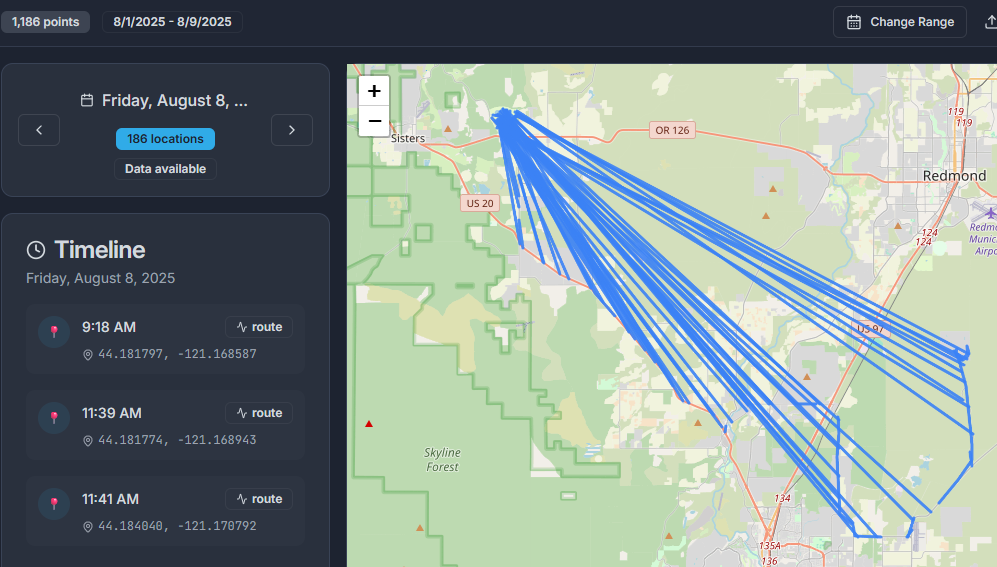 1,186 points
8/1/2025 - 8/9/2025
Change Range
Friday, August 8, ...
186 locations
Data available
Timeline
Friday, August 8, 2025
9:18 AM
route
44.181797, -121.168587
11:39 AM
route
44.181774, -121.168943
11:41 AM
route
44.184040, -121.170792
+
−
Sisters
OR 126
US 20
119
119
Redmond
124
124
Redm
Munic
Airpo
US 97
Skyline
Forest
134
135A
136